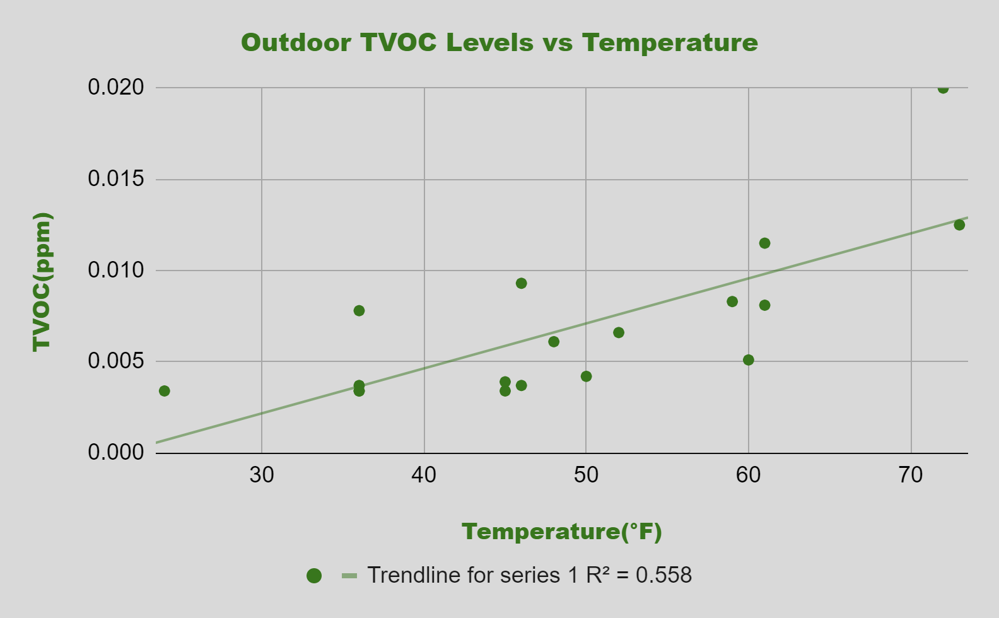 Outdoor TVOC Levels vs Temperature
0.020
0.015
0.010
0.005
0.000
TVOC(ppm)
30 40 50 60 70
Temperature(°F)
Trendline for series 1 R² = 0.558